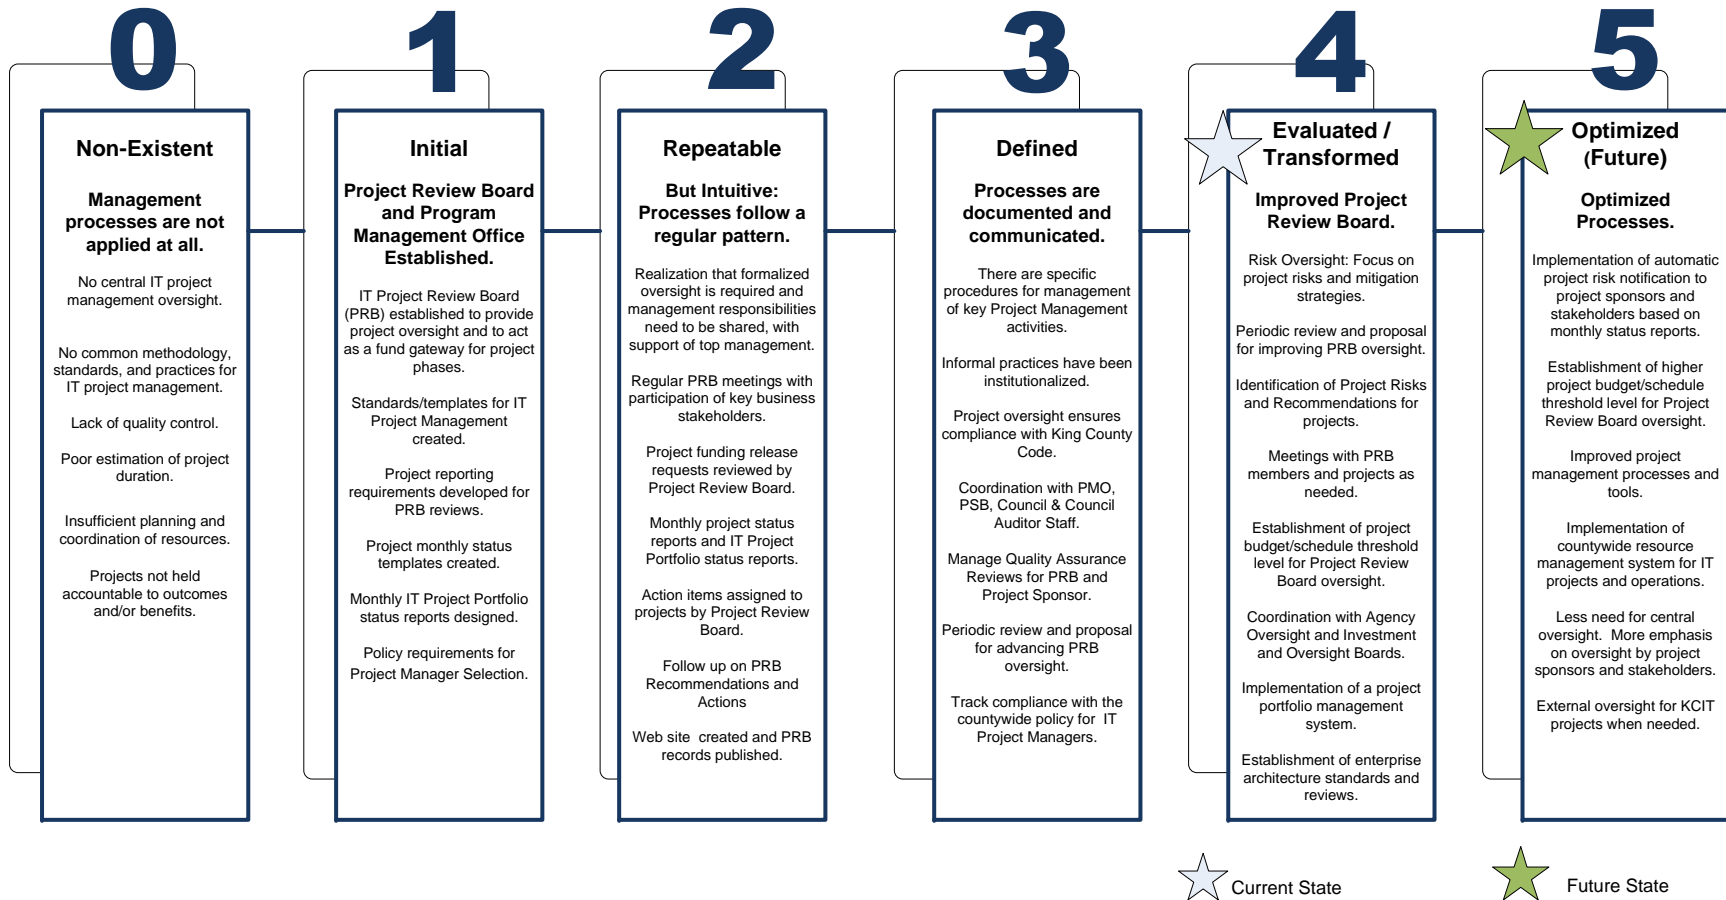 0
Non-Existent
Management
processes are not
applied at all.
No central IT project
management oversight.
No common methodology,
standards, and practices for
IT project management.
Lack of quality control.
Poor estimation of project
duration.
Insufficient planning and
coordination of resources.
Projects not held
accountable to outcomes
and/or benefits.
1
Initial
Project Review Board
and Program
Management Office
Established.
IT Project Review Board
(PRB) established to provide
project oversight and to act
as a fund gateway for project
phases.
Standards/templates for IT
Project Management
created.
Project reporting
requirements developed for
PRB reviews.
Project monthly status
templates created.
Monthly IT Project Portfolio
status reports designed.
Policy requirements for
Project Manager Selection.
2
Repeatable
But Intuitive:
Processes follow a
regular pattern.
Realization that formalized
oversight is required and
management responsibilities
need to be shared, with
support of top management.
Regular PRB meetings with
participation of key business
stakeholders.
Project funding release
requests reviewed by
Project Review Board.
Monthly project status
reports and IT Project
Portfolio status reports.
Action items assigned to
projects by Project Review
Board.
Follow up on PRB
Recommendations and
Actions
Web site created and PRB
records published.
3
Defined
Processes are
documented and
communicated.
There are specific
procedures for management
of key Project Management
activities.
Informal practices have been
institutionalized.
Project oversight ensures
compliance with King County
Code.
Coordination with PMO,
PSB, Council & Council
Auditor Staff.
Manage Quality Assurance
Reviews for PRB and
Project Sponsor.
Periodic review and proposal
for advancing PRB
oversight.
Track compliance with the
countywide policy for IT
Project Managers.
4
Evaluated /
Transformed
Improved Project
Review Board.
Risk Oversight: Focus on
project risks and mitigation
strategies.
Periodic review and proposal
for improving PRB oversight.
Identification of Project Risks
and Recommendations for
projects.
Meetings with PRB
members and projects as
needed.
Establishment of project
budget/schedule threshold
level for Project Review
Board oversight.
Coordination with Agency
Oversight and Investment
and Oversight Boards.
Implementation of a project
portfolio management
system.
Establishment of enterprise
architecture standards and
reviews.
5
Optimized
(Future)
Optimized
Processes.
Implementation of automatic
project risk notification to
project sponsors and
stakeholders based on
monthly status reports.
Establishment of higher
project budget/schedule
threshold level for Project
Review Board oversight.
Improved project
management processes and
tools.
Implementation of
countywide resource
management system for IT
projects and operations.
Less need for central
oversight. More emphasis
on oversight by project
sponsors and stakeholders.
External oversight for KCIT
projects when needed.
Current State
Future State